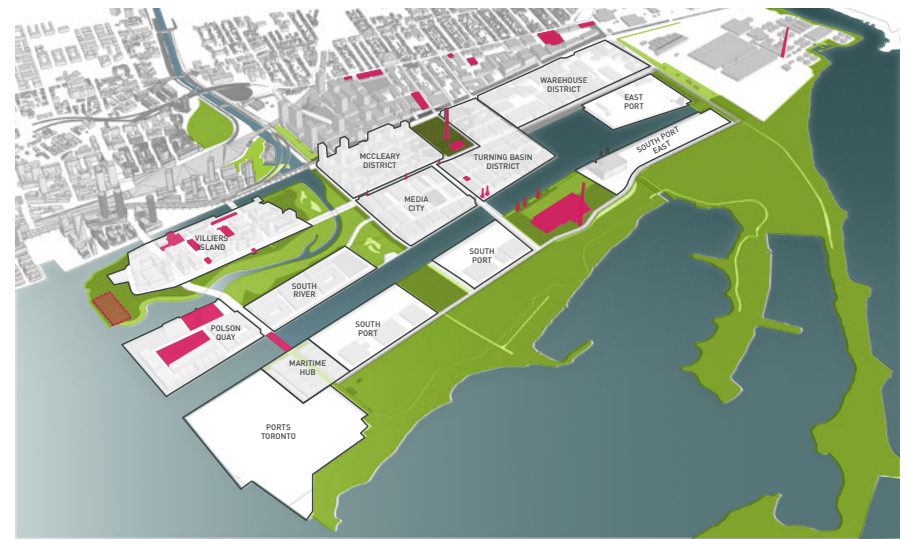 WAREHOUSE
DISTRICT
EAST
PORT
SOUTH PORT
EAST
MCCLEARY
DISTRICT
TURNING BASIN
DISTRICT
MEDIA
CITY
VILLIERS
ISLAND
SOUTH
PORT
SOUTH
RIVER
POLSON
QUAY
SOUTH
PORT
MARITIME
HUB
PORTS
TORONTO